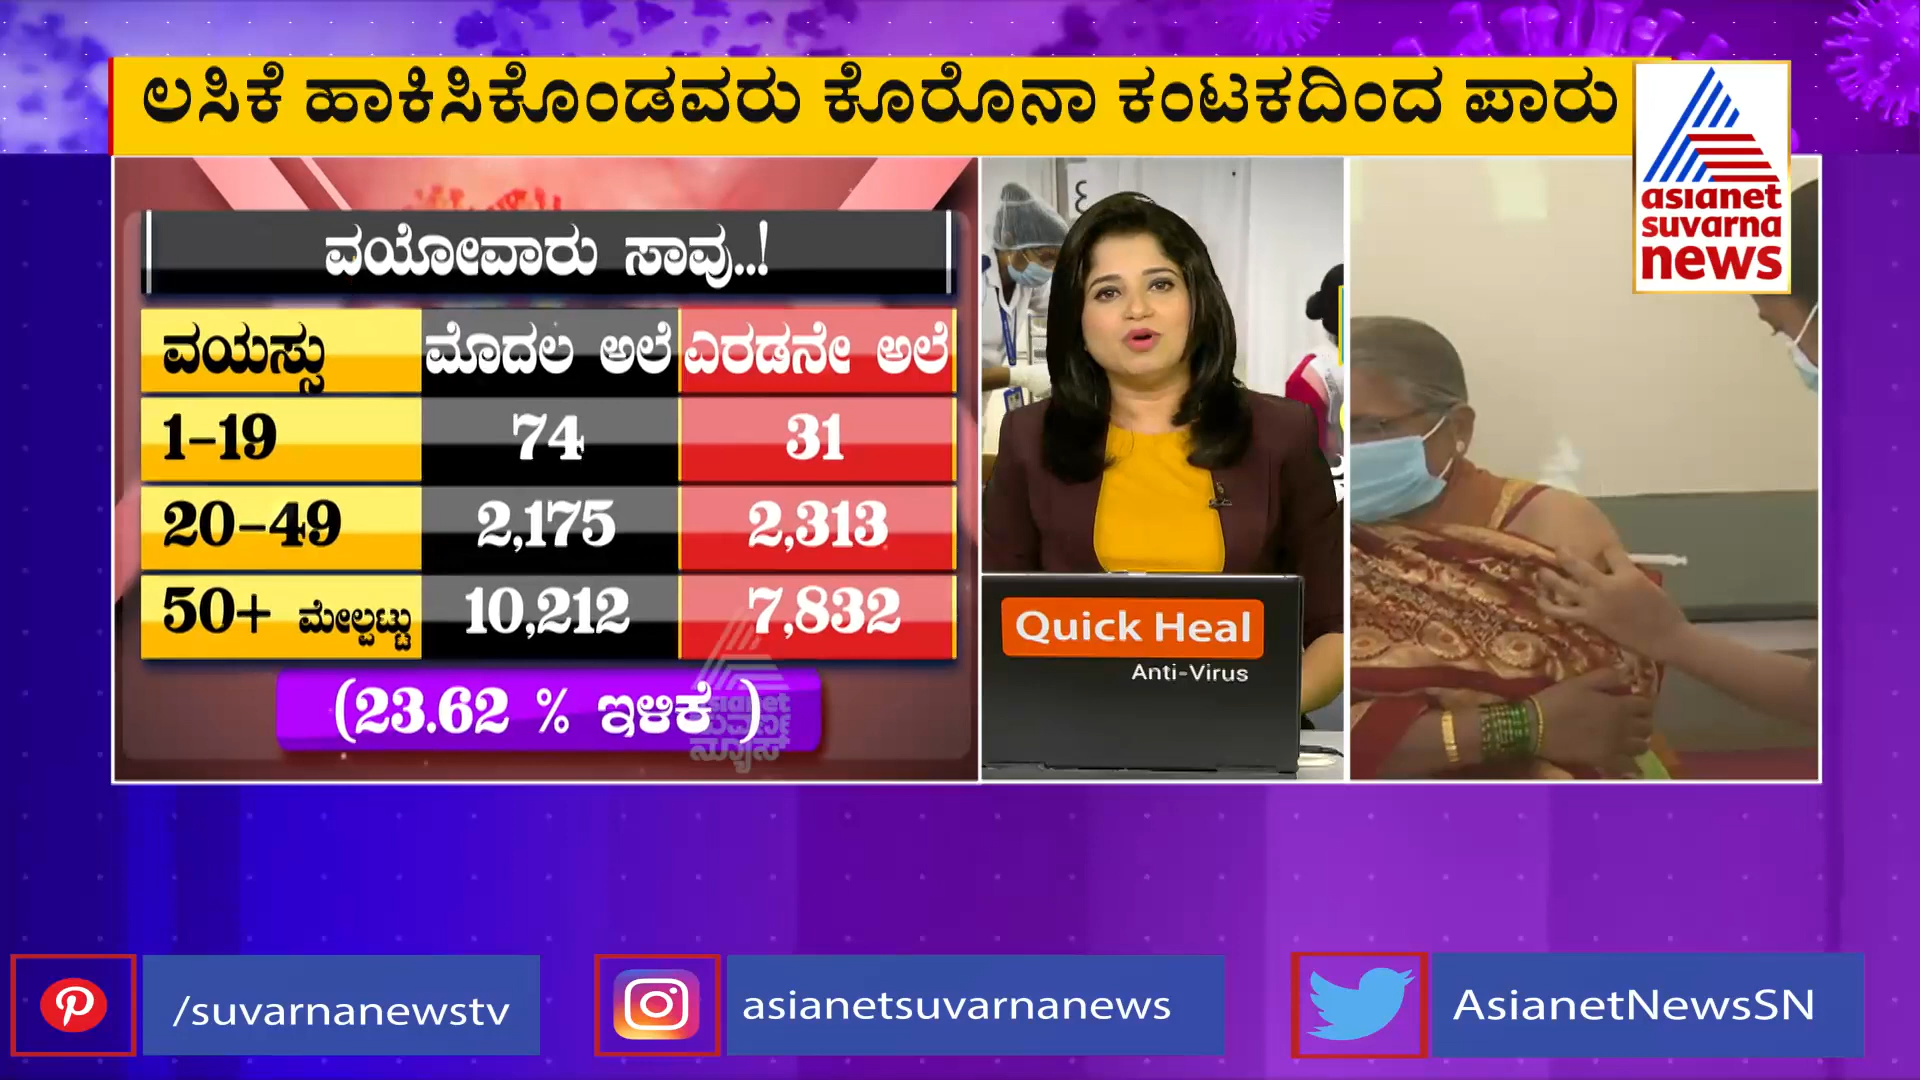 ಲಸಿಕೆ ಹಾಕಿಸಿಕೊಂಡವರು ಕೊರೊನಾ ಕಂಟಕದಿಂದ ಪಾರು
asianet
suvarna
news
ವಯೋವಾರು ಸಾವು..!
ವಯಸ್ಸು ಮೊದಲ ಅಲೆ ಎರಡನೇ ಅಲೆ
1-19 74 31
20-49 2,175 2,313
50+ ಮೇಲ್ಪಟ್ಟು 10,212 7,832
(23.62 % ಇಳಿಕೆ )
asianet
ಸುವರ್ಣ
ನ್ಯೂಸ್
Quick Heal
Anti-Virus
/suvarnanewstv
asianetsuvarnanews
AsianetNewsSN